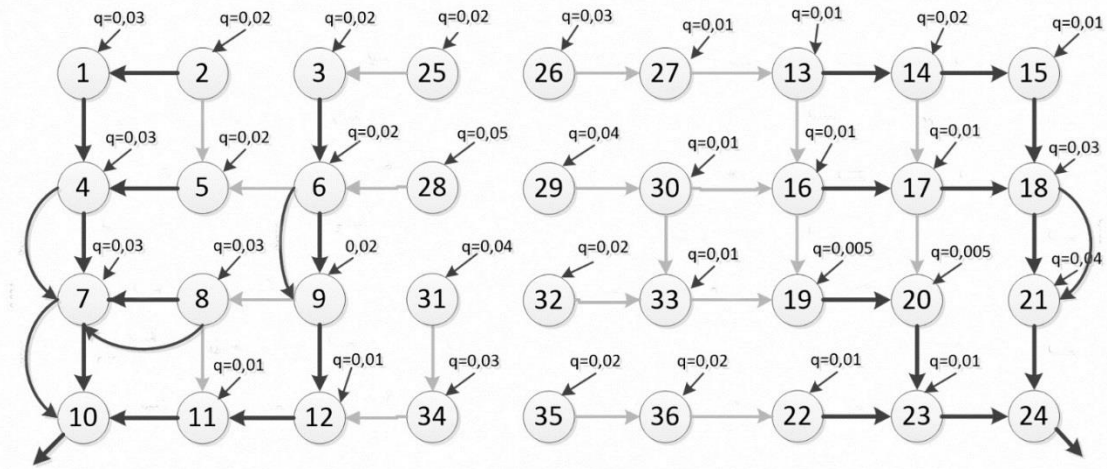 q=0,03 q=0,02 q=0,02 q=0,02 q=0,03 q=0,01 q=0,01 q=0,02 q=0,01
1 2 3 25 26 27 13 14 15
q=0,03 q=0,02 q=0,02 q=0,05 q=0,04 q=0,01 q=0,01 q=0,01 q=0,03
4 5 6 28 29 30 16 17 18
q=0,03 q=0,03 0,02 q=0,04 q=0,02 q=0,01 q=0,005 q=0,005 q=0,04
7 8 9 31 32 33 19 20 21
q=0,01 q=0,01 q=0,03 q=0,02 q=0,02 q=0,01 q=0,01
10 11 12 34 35 36 22 23 24